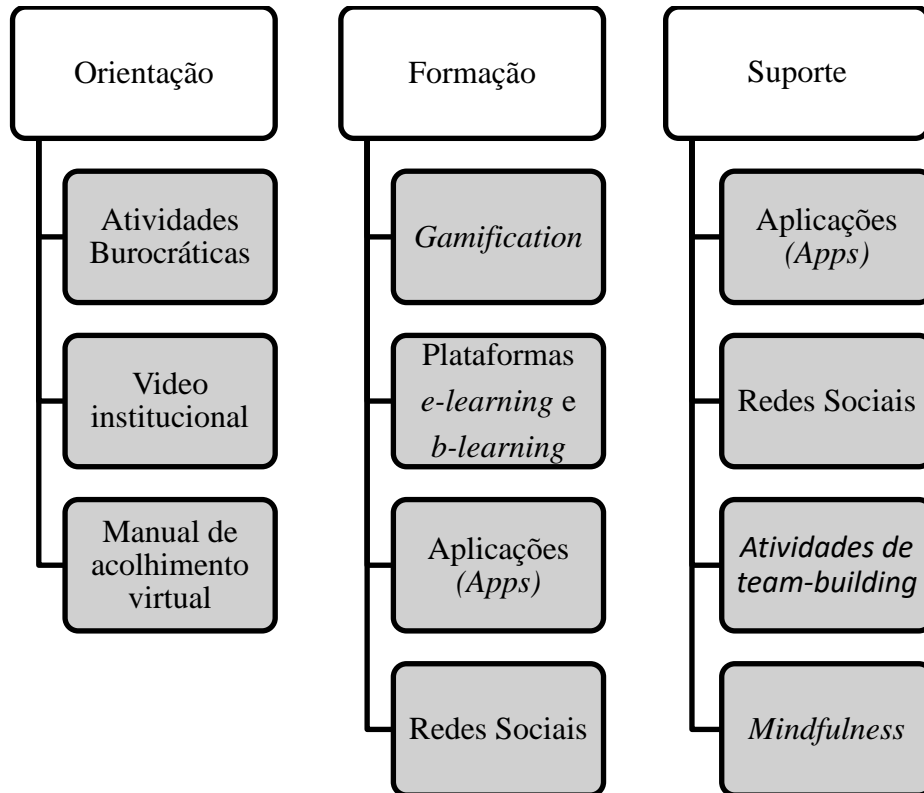 Orientação
Atividades
Burocráticas
Video
institucional
Manual de
acolhimento
virtual
Formação
Gamification
Plataformas
e-learning e
b-learning
Aplicações
(Apps)
Redes Sociais
Suporte
Aplicações
(Apps)
Redes Sociais
Atividades de
team-building
Mindfulness